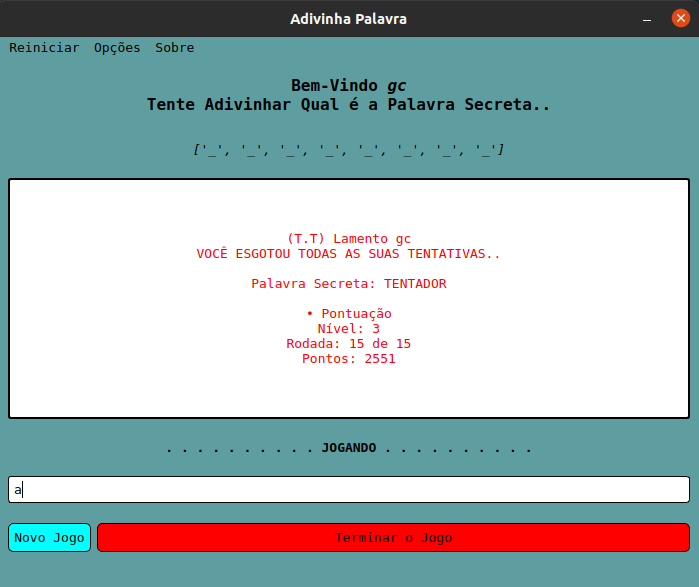 Adivinha Palavra
Reiniciar Opções Sobre
Bem-Vindo gc
Tente Adivinhar Qual é a Palavra Secreta..
['_', '_', '_', '_', '_', '_', '_', '_']
(T.T) Lamento gc
VOCÊ ESGOTOU TODAS AS SUAS TENTATIVAS..
Palavra Secreta: TENTADOR
• Pontuação
Nível: 3
Rodada: 15 de 15
Pontos: 2551
. . . . . . . . . . JOGANDO . . . . . . . . . .
a
Novo Jogo Terminar o Jogo